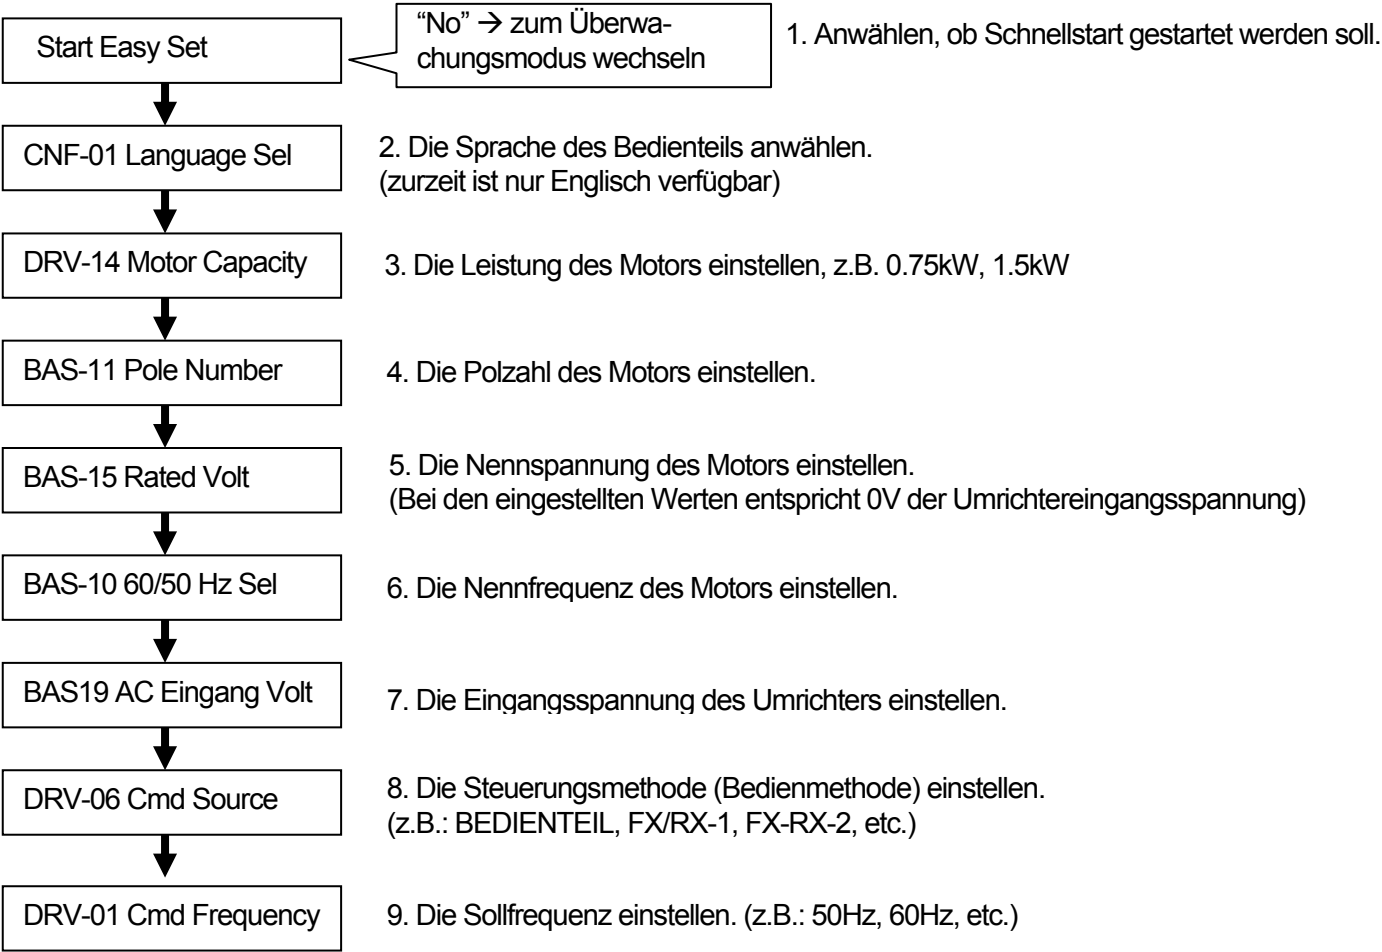 Start Easy Set
“No” → zum Überwa-
chungsmodus wechseln
1. Anwählen, ob Schnellstart gestartet werden soll.
CNF-01 Language Sel
2. Die Sprache des Bedienteils anwählen.
(zurzeit ist nur Englisch verfügbar)
DRV-14 Motor Capacity
3. Die Leistung des Motors einstellen, z.B. 0.75kW, 1.5kW
BAS-11 Pole Number
4. Die Polzahl des Motors einstellen.
BAS-15 Rated Volt
5. Die Nennspannung des Motors einstellen.
(Bei den eingestellten Werten entspricht 0V der Umrichtereingangsspannung)
BAS-10 60/50 Hz Sel
6. Die Nennfrequenz des Motors einstellen.
BAS19 AC Eingang Volt
7. Die Eingangsspannung des Umrichters einstellen.
DRV-06 Cmd Source
8. Die Steuerungsmethode (Bedienmethode) einstellen.
(z.B.: BEDIENTEIL, FX/RX-1, FX-RX-2, etc.)
DRV-01 Cmd Frequency
9. Die Sollfrequenz einstellen. (z.B.: 50Hz, 60Hz, etc.)